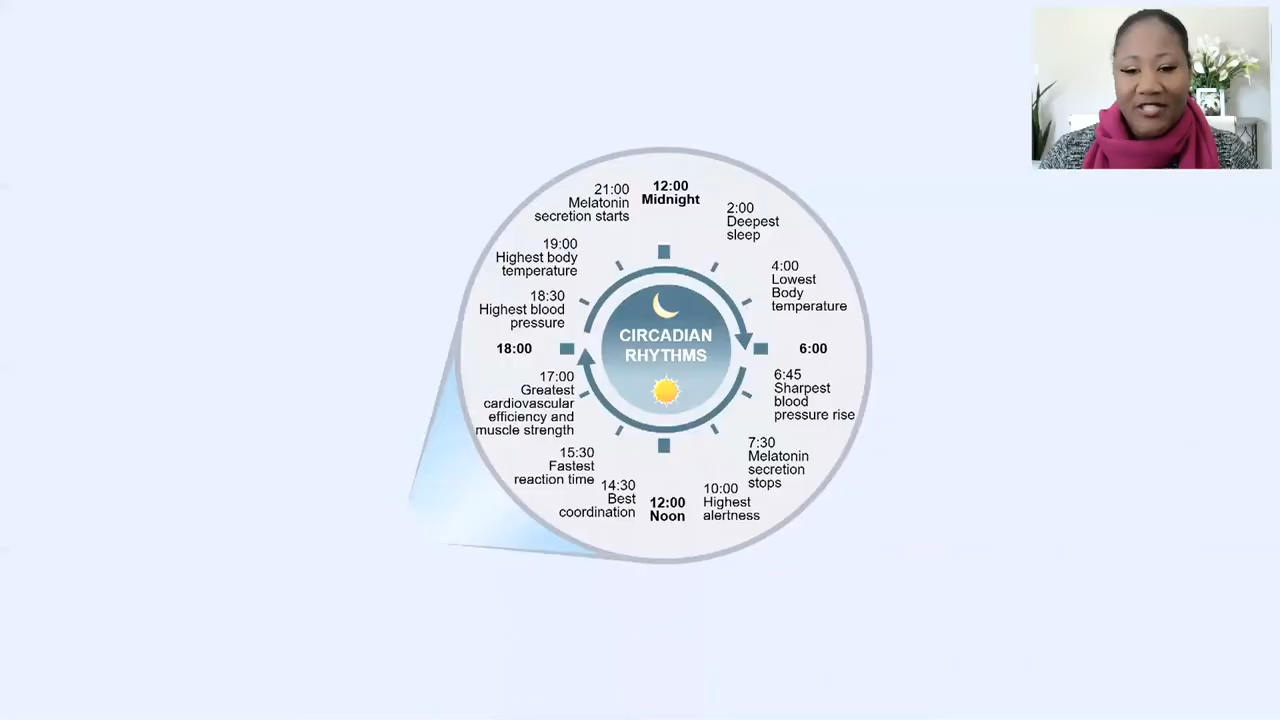 12:00
Midnight
2:00
Deepest
sleep
4:00
Lowest
Body
temperature
6:00
6:45
Sharpest
blood
pressure rise
7:30
Melatonin
secretion
stops
10:00
Highest
alertness
12:00
Noon
14:30
Best
coordination
15:30
Fastest
reaction time
17:00
Greatest
cardiovascular
efficiency and
muscle strength
18:00
18:30
Highest blood
pressure
19:00
Highest body
temperature
21:00
Melatonin
secretion starts
CIRCADIAN
RHYTHMS